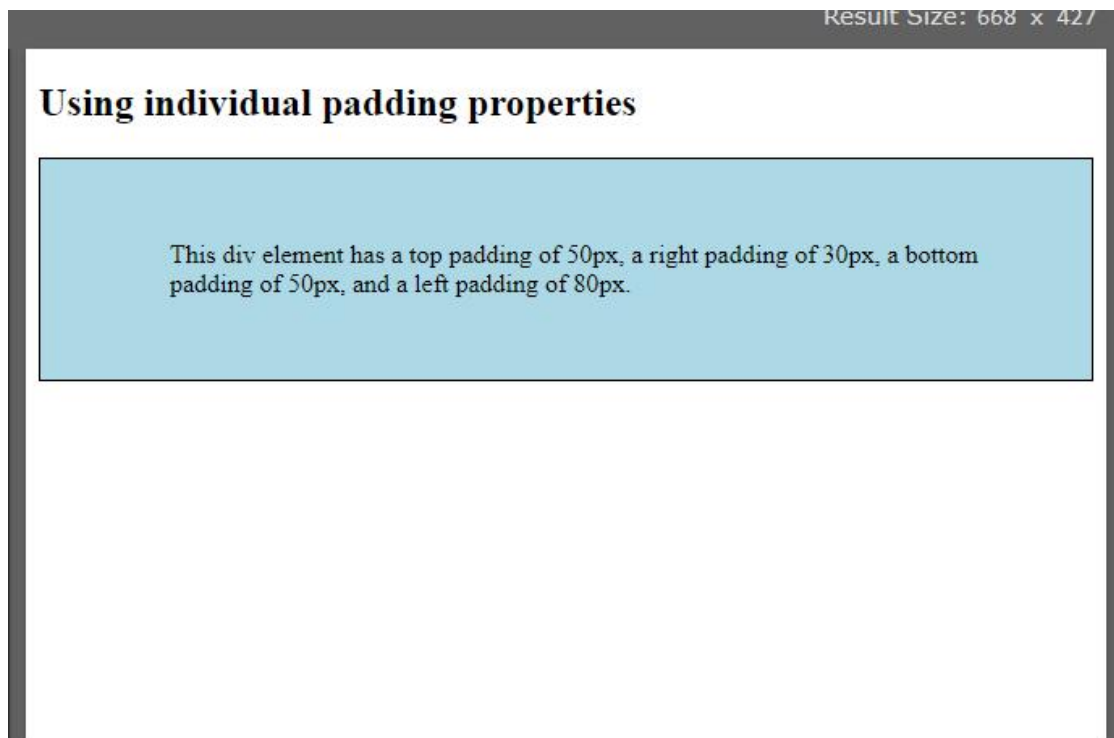 Result Size: 668 x 427
Using individual padding properties
This div element has a top padding of 50px, a right padding of 30px, a bottom
padding of 50px, and a left padding of 80px.